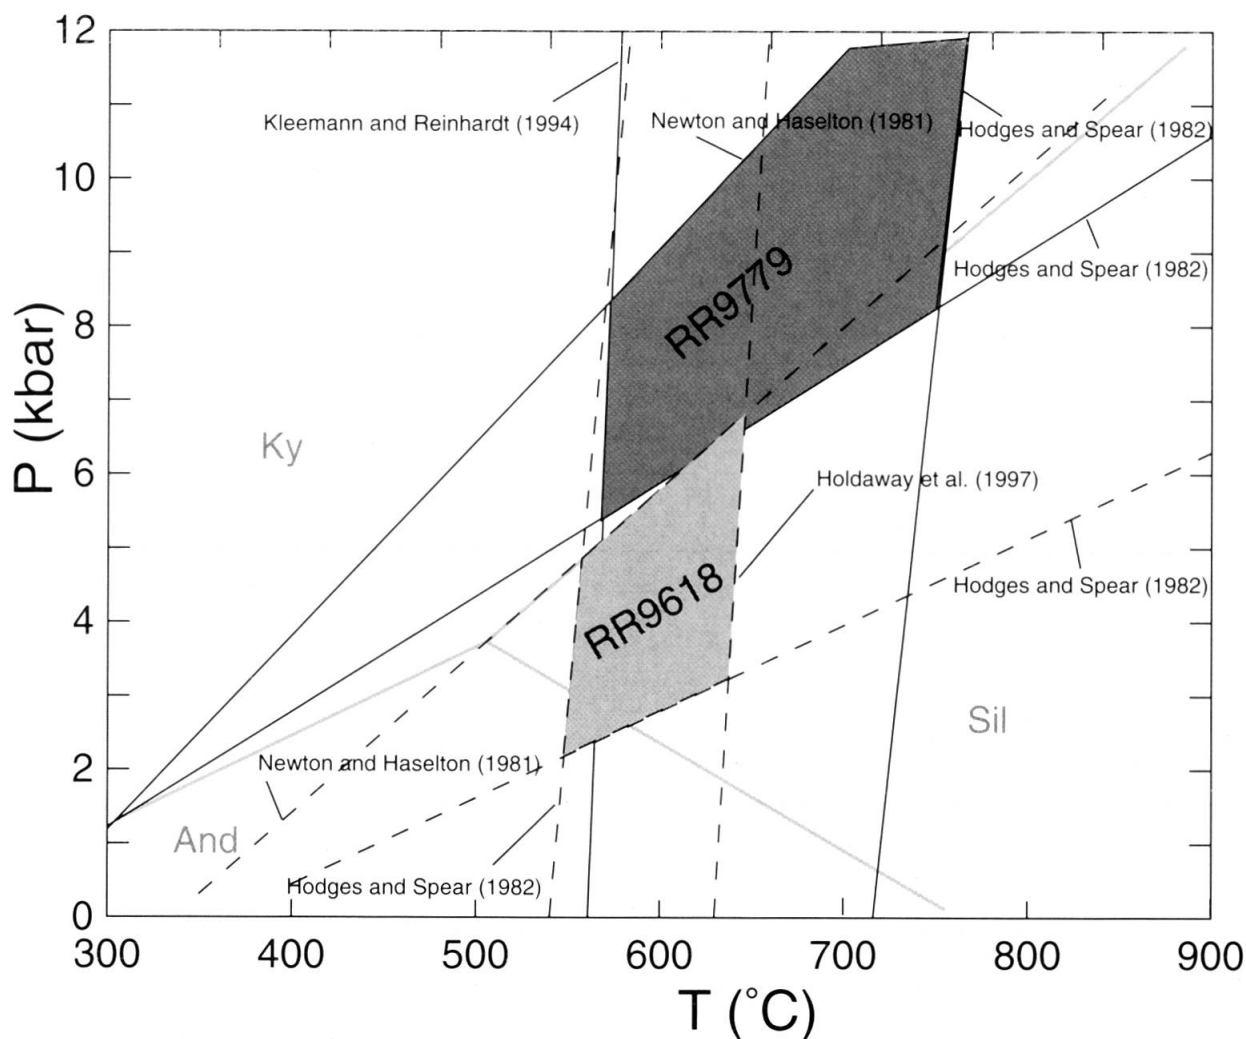 12
Kleemann and Reinhardt (1994)
Newton and Haselton (1981)
Hodges and Spear (1982)
10
Hodges and Spear (1982)
RR9779
8
P (kbar)
Ky
6
Holdaway et al. (1997)
RR9618
Hodges and Spear (1982)
4
Sil
2
Newton and Haselton (1981)
And
Hodges and Spear (1982)
0
300 400 500 600 700 800 900
T (°C)